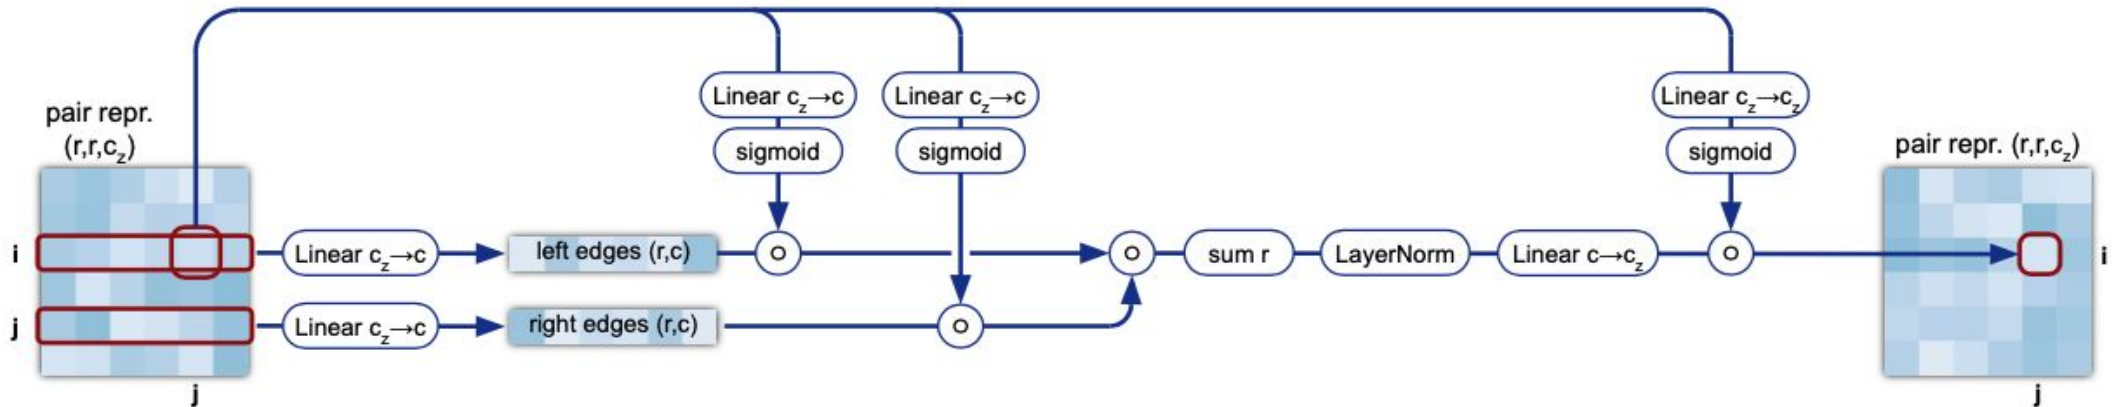 pair repr.
(r,r,c_z)
i
j
j
Linear c_z→c
Linear c_z→c
left edges (r,c)
right edges (r,c)
Linear c_z→c
sigmoid
Linear c_z→c
sigmoid
sum r
LayerNorm
Linear c→c_z
Linear c_z→c_z
sigmoid
pair repr. (r,r,c_z)
i
j